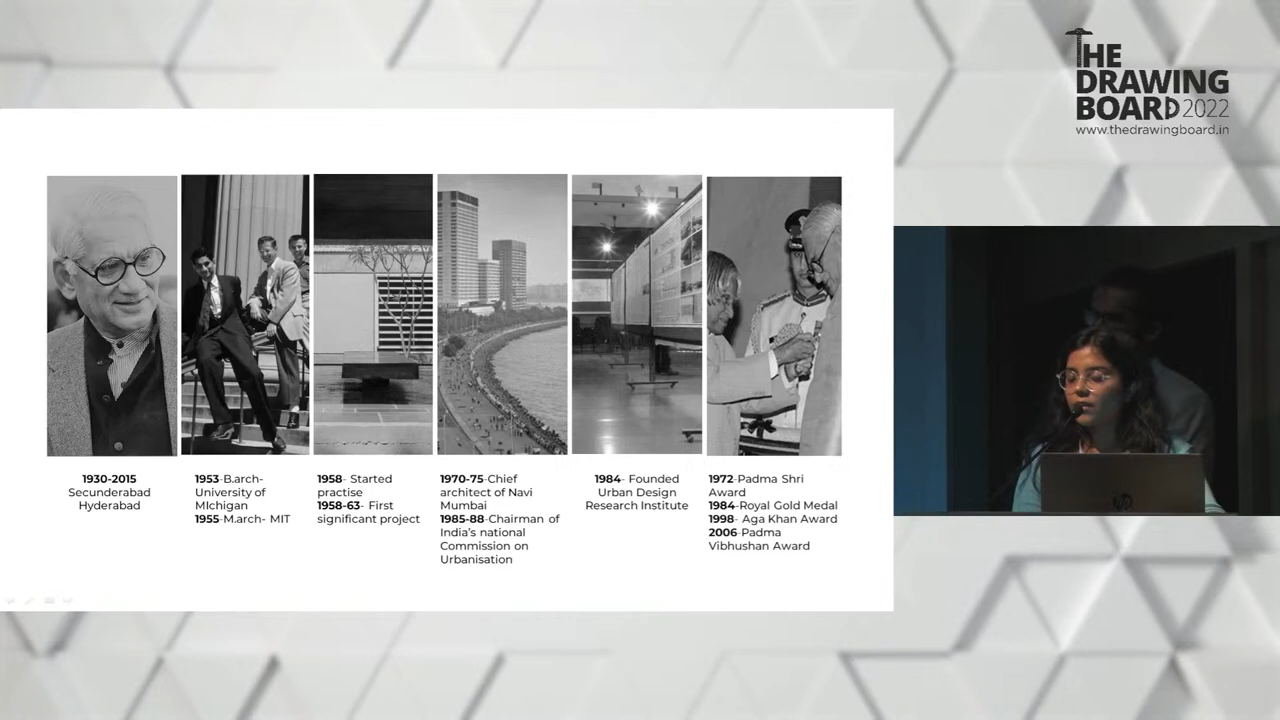 THE
DRAWING
BOARD 2022
www.thedrawingboard.in
1930-2015
Secunderabad
Hyderabad
1953-B.arch-
University of
MIchigan
1955-M.arch- MIT
1958- Started
practise
1958-63- First
significant project
1970-75-Chief
architect of Navi
Mumbai
1985-88-Chairman of
India's national
Commission on
Urbanisation
1984- Founded
Urban Design
Research Institute
1972-Padma Shri
Award
1984-Royal Gold Medal
1998- Aga Khan Award
2006-Padma
Vibhushan Award